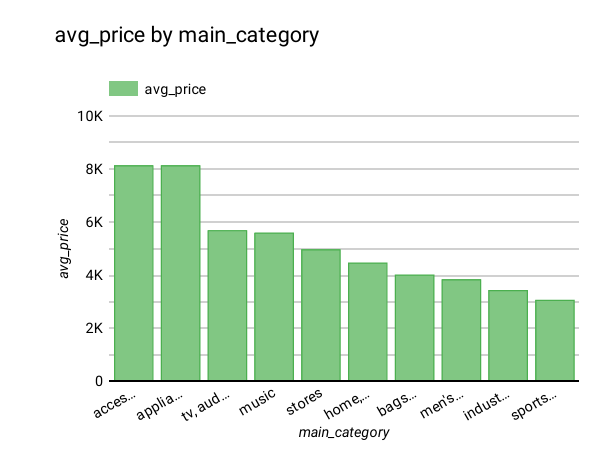 avg_price by main_category
avg_price
10K
8K
6K
4K
2K
0
avg_price
acces...
applia...
tv, aud...
music
stores
home,...
bags...
men's...
indust...
sports...
main_category